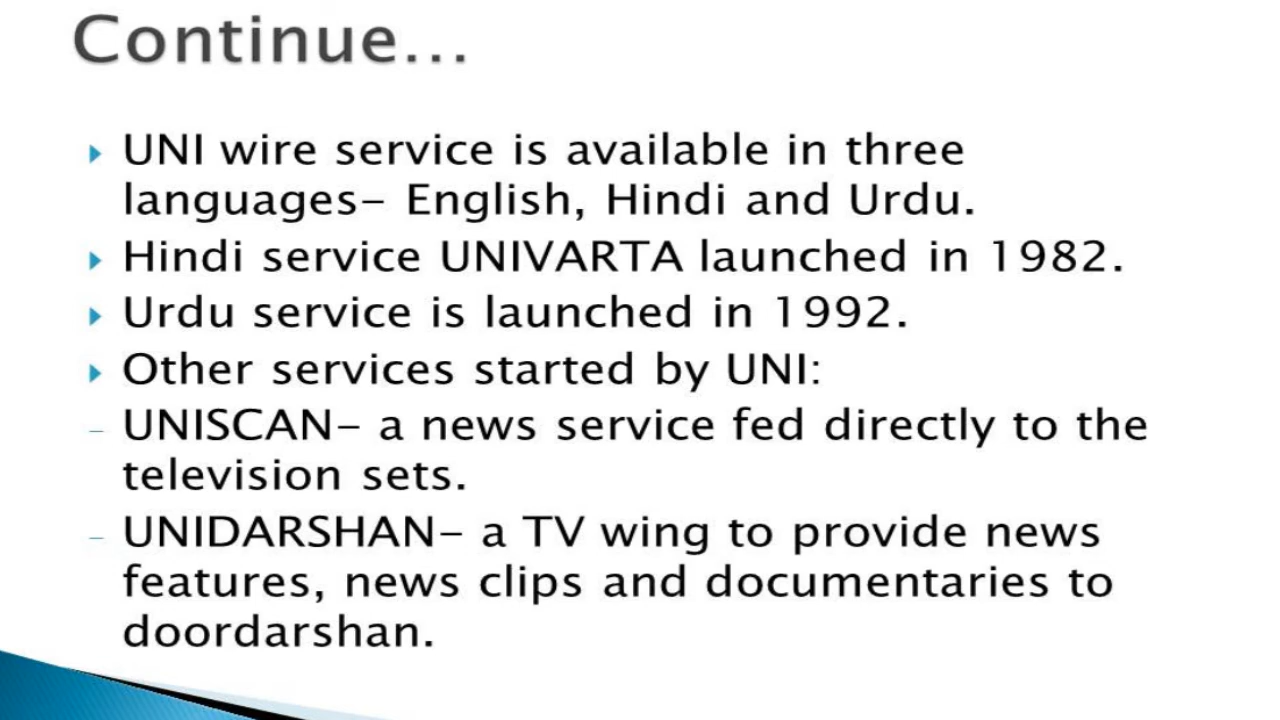 Continue...
UNI wire service is available in three
languages– English, Hindi and Urdu.
Hindi service UNIVARTA launched in 1982.
Urdu service is launched in 1992.
Other services started by UNI:
– UNISCAN– a news service fed directly to the
television sets.
– UNIDARSHAN– a TV wing to provide news
features, news clips and documentaries to
doordarshan.